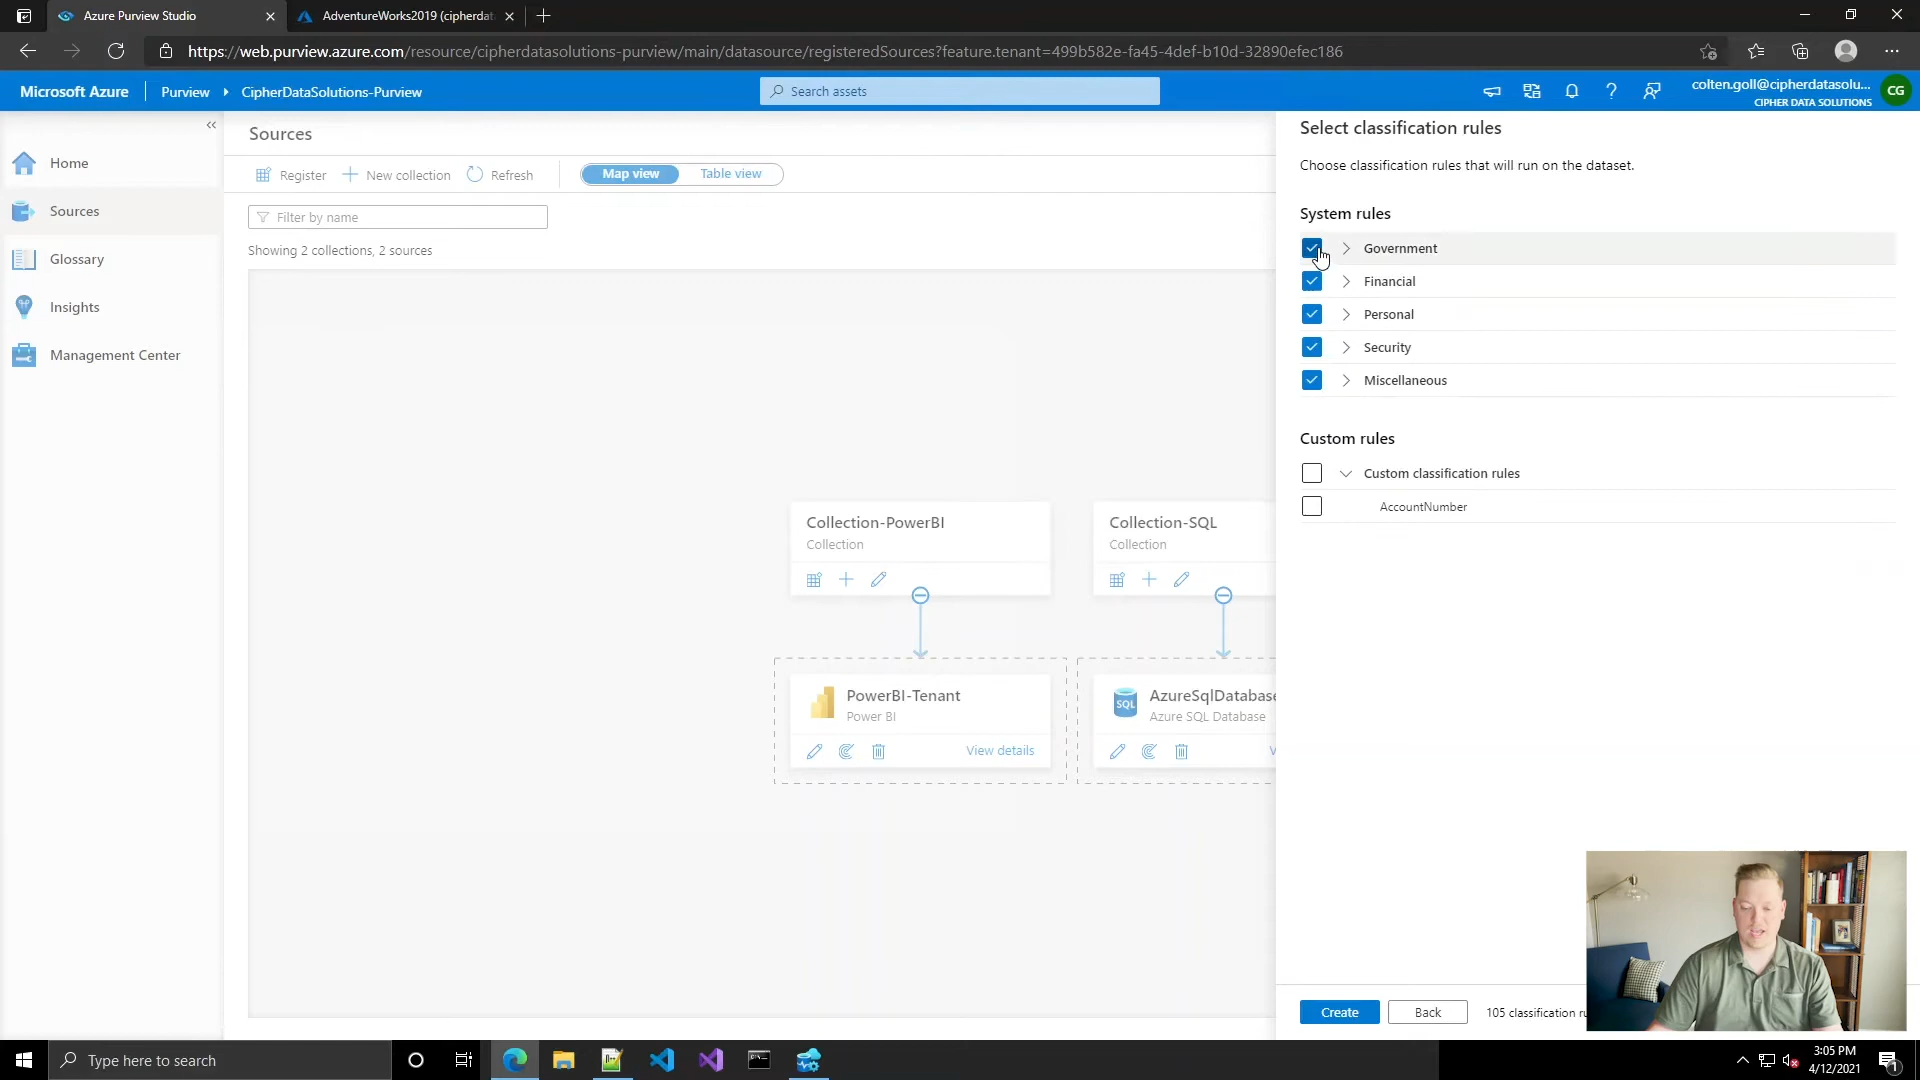 Azure Purview Studio
AdventureWorks2019 (cipherdat
https://web.purview.azure.com/resource/cipherdatasolutions-purview/main/datasource/registeredSources?feature.tenant=499b582e-fa45-4def-b10d-32890efec186
Microsoft Azure
Purview
CipherDataSolutions-Purview
Search assets
colten.goll@cipherdatasolu...
CIPHER DATA SOLUTIONS
CG
Home
Sources
Glossary
Insights
Management Center
Sources
Register
New collection
Refresh
Map view
Table view
Filter by name
Showing 2 collections, 2 sources
Collection-PowerBI
Collection
Collection-SQL
Collection
PowerBI-Tenant
Power BI
View details
SQL
AzureSqlDatabase
Azure SQL Database
V
Select classification rules
Choose classification rules that will run on the dataset.
System rules
Government
Financial
Personal
Security
Miscellaneous
Custom rules
Custom classification rules
AccountNumber
Create
Back
105 classification ru
Type here to search
3:05 PM
4/12/2021
1